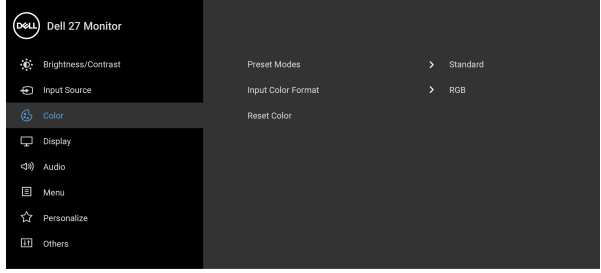 DELL
Dell 27 Monitor
Brightness/Contrast
Input Source
Color
Display
Audio
Menu
Personalize
Others
Preset Modes > Standard
Input Color Format > RGB
Reset Color